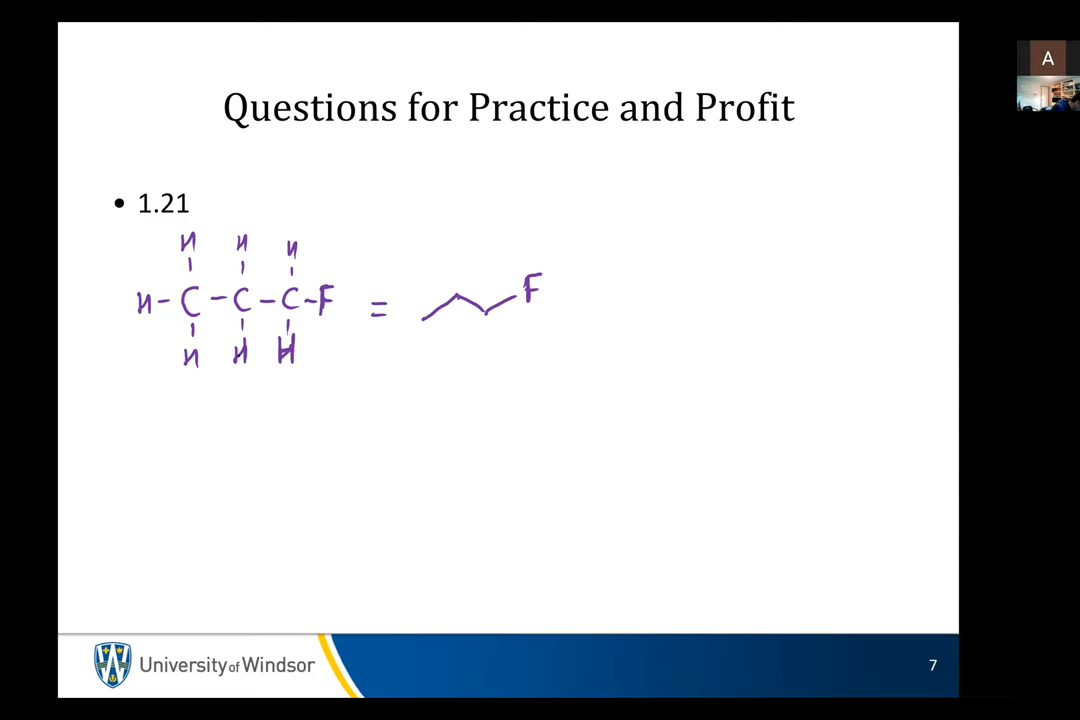 A
Questions for Practice and Profit
• 1.21
H H H
H - C - C - C - F = F
H H H
University of Windsor
7